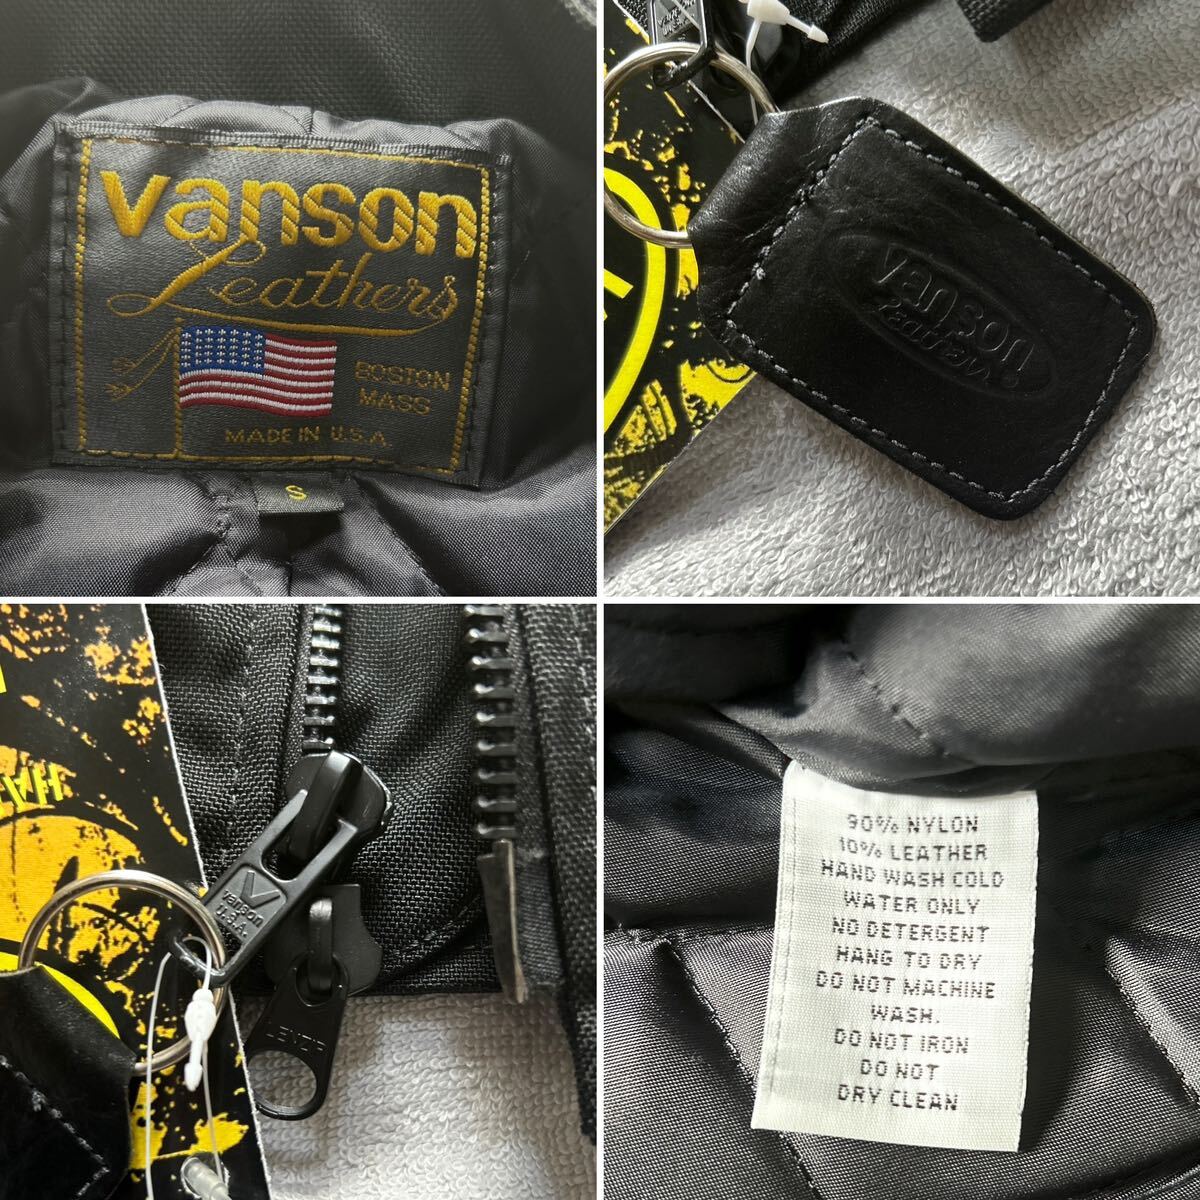 vanson
Leathers
BOSTON
MASS
MADE IN U.S.A.
S
vanson
Leathers
vanson
U.S.A.
LENZIP
90% NYLON
10% LEATHER
HAND WASH COLD
WATER ONLY
NO DETERGENT
HANG TO DRY
DO NOT MACHINE
WASH.
DO NOT IRON
DO NOT
DRY CLEAN